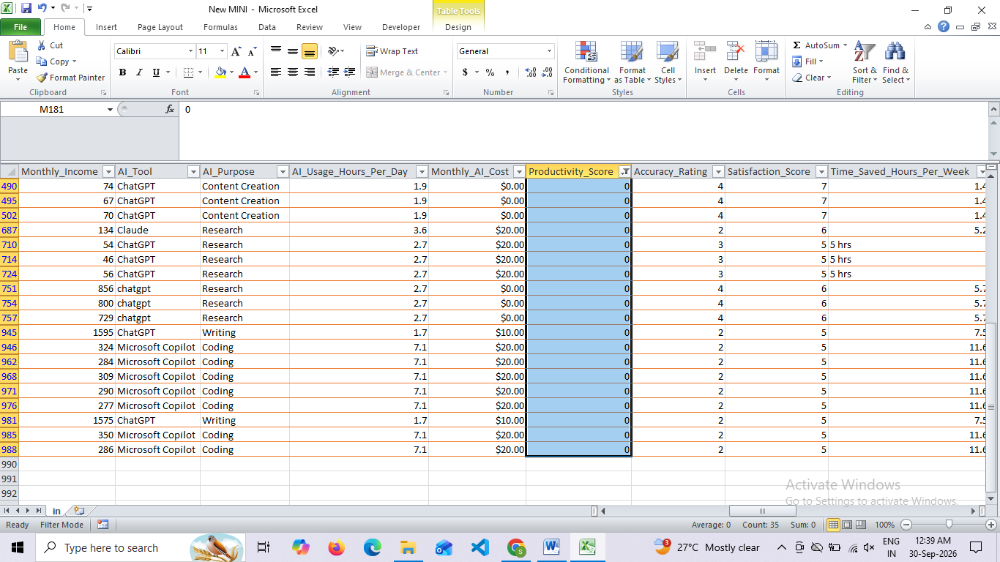 New MINI - Microsoft Excel
Table Tools
File Home Insert Page Layout Formulas Data Review View Developer Design
Paste
Cut
Copy
Format Painter
Clipboard
Calibri 11
B I U
Font
Wrap Text
Merge & Center
Alignment
General
$ % ,
Number
Conditional Formatting
Format as Table
Cell Styles
Styles
Insert Delete Format
Cells
Σ AutoSum
Fill
Clear
Sort & Filter
Find & Select
Editing
M181 fx 0
Monthly_Income AI_Tool AI_Purpose AI_Usage_Hours_Per_Day Monthly_AI_Cost Productivity_Score Accuracy_Rating Satisfaction_Score Time_Saved_Hours_Per_Week
490 74 ChatGPT Content Creation 1.9 $0.00 0 4 7 1.4
495 67 ChatGPT Content Creation 1.9 $0.00 0 4 7 1.4
502 70 ChatGPT Content Creation 1.9 $0.00 0 4 7 1.4
687 134 Claude Research 3.6 $20.00 0 2 6 5.2
710 54 ChatGPT Research 2.7 $20.00 0 3 5 5 hrs
714 46 ChatGPT Research 2.7 $20.00 0 3 5 5 hrs
724 56 ChatGPT Research 2.7 $20.00 0 3 5 5 hrs
751 856 chatgpt Research 2.7 $0.00 0 4 6 5.7
754 800 chatgpt Research 2.7 $0.00 0 4 6 5.7
757 729 chatgpt Research 2.7 $0.00 0 4 6 5.7
945 1595 ChatGPT Writing 1.7 $10.00 0 2 5 7.5
946 324 Microsoft Copilot Coding 7.1 $20.00 0 2 5 11.6
962 284 Microsoft Copilot Coding 7.1 $20.00 0 2 5 11.6
968 309 Microsoft Copilot Coding 7.1 $20.00 0 2 5 11.6
971 290 Microsoft Copilot Coding 7.1 $20.00 0 2 5 11.6
976 277 Microsoft Copilot Coding 7.1 $20.00 0 2 5 11.6
981 1575 ChatGPT Writing 1.7 $10.00 0 2 5 7.5
985 350 Microsoft Copilot Coding 7.1 $20.00 0 2 5 11.6
988 286 Microsoft Copilot Coding 7.1 $20.00 0 2 5 11.6
990
991
992
Activate Windows
Go to Settings to activate Windows.
in
Ready Filter Mode Average: 0 Count: 35 Sum: 0 100%
Type here to search
3 27°C Mostly clear
ENG
IN
12:39 AM
30-Sep-2026